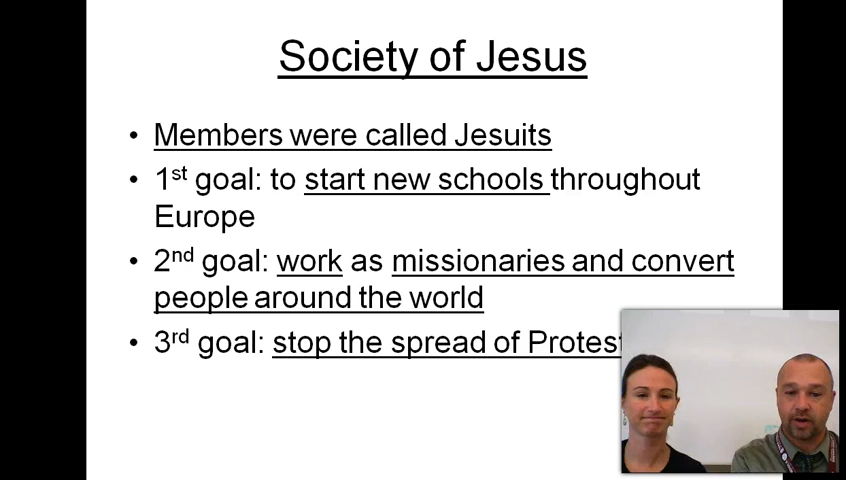 Society of Jesus
• Members were called Jesuits
• 1st goal: to start new schools throughout
Europe
• 2nd goal: work as missionaries and convert
people around the world
• 3rd goal: stop the spread of